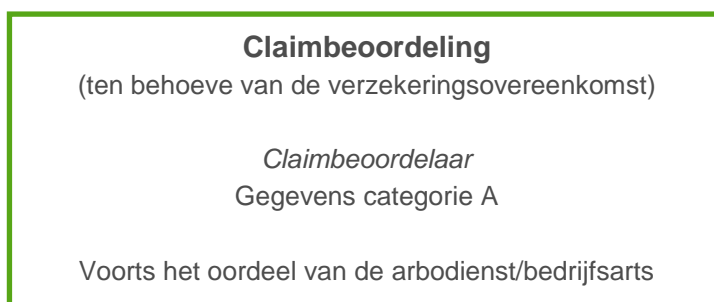 Claimbeoordeling
(ten behoeve van de verzekeringsovereenkomst)
Claimbeoordelaar
Gegevens categorie A
Voorts het oordeel van de arbodienst/bedrijfsarts